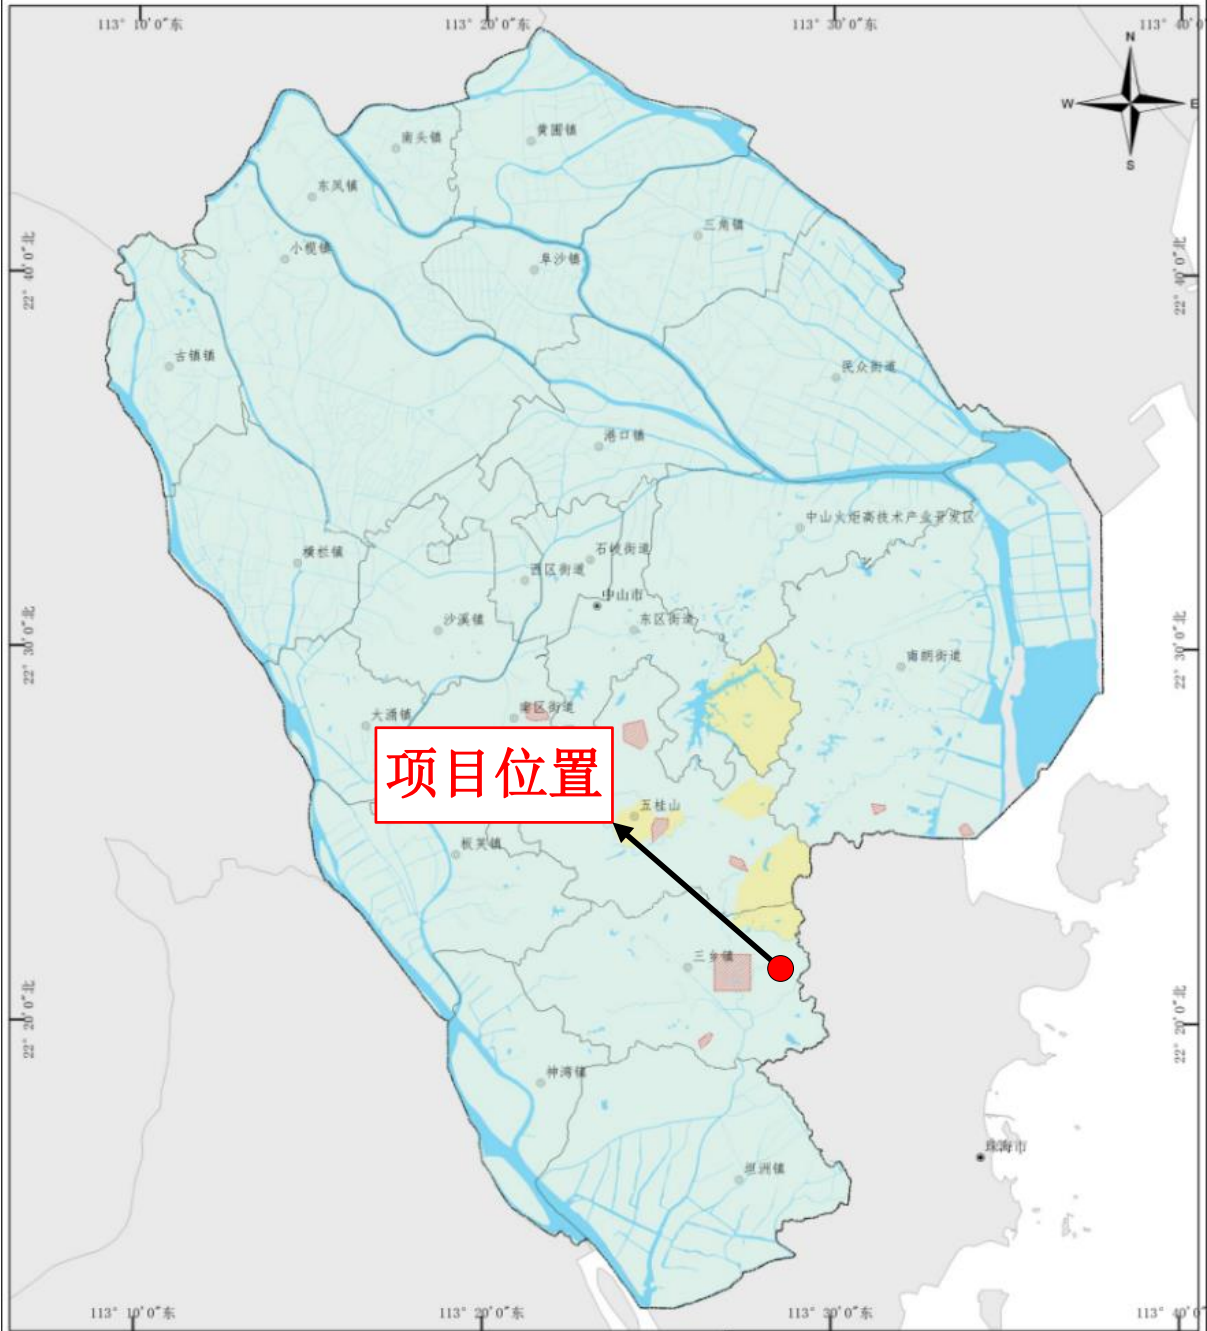 113° 10′0″东
113° 20′0″东
113° 30′0″东
113° 40′0″
N
W
E
S
南头镇
黄圃镇
东凤镇
三角镇
小榄镇
阜沙镇
22° 40′0″北
22° 40′0″北
古镇镇
民众街道
港口镇
中山火炬高技术产业开发区
横栏镇
石岐街道
西区街道
中山市
沙溪镇
东区街道
22° 30′0″北
22° 30′0″北
南朗街道
大涌镇
南区街道
项目位置
五桂山
板芙镇
三乡镇
22° 20′0″北
22° 20′0″北
神湾镇
珠海市
坦洲镇
113° 10′0″东
113° 20′0″东
113° 30′0″东
113° 40′0